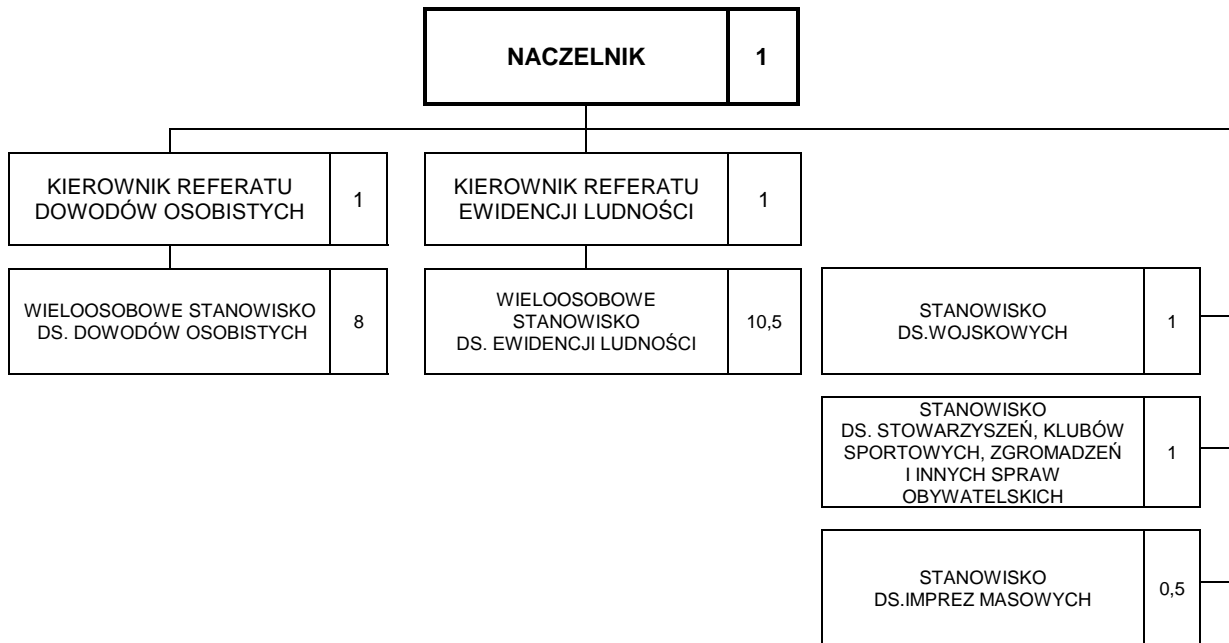 NACZELNIK
1
KIEROWNIK REFERATU
DOWODÓW OSOBISTYCH
1
KIEROWNIK REFERATU
EWIDENCJI LUDNOŚCI
1
WIELOOSOBOWE STANOWISKO
DS. DOWODÓW OSOBISTYCH
8
WIELOOSOBOWE
STANOWISKO
DS. EWIDENCJI LUDNOŚCI
10,5
STANOWISKO
DS.WOJSKOWYCH
1
STANOWISKO
DS. STOWARZYSZEŃ, KLUBÓW
SPORTOWYCH, ZGROMADZEŃ
I INNYCH SPRAW
OBYWATELSKICH
1
STANOWISKO
DS.IMPREZ MASOWYCH
0,5